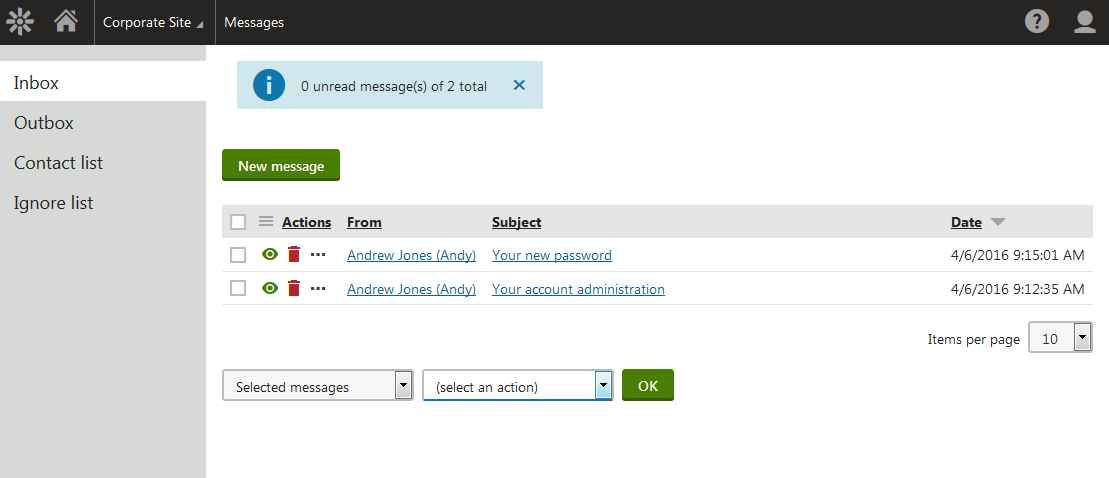 Corporate Site Messages
Inbox
Outbox
Contact list
Ignore list
0 unread message(s) of 2 total
New message
Actions From Subject Date
Andrew Jones (Andy) Your new password 4/6/2016 9:15:01 AM
Andrew Jones (Andy) Your account administration 4/6/2016 9:12:35 AM
Items per page 10
Selected messages (select an action) OK